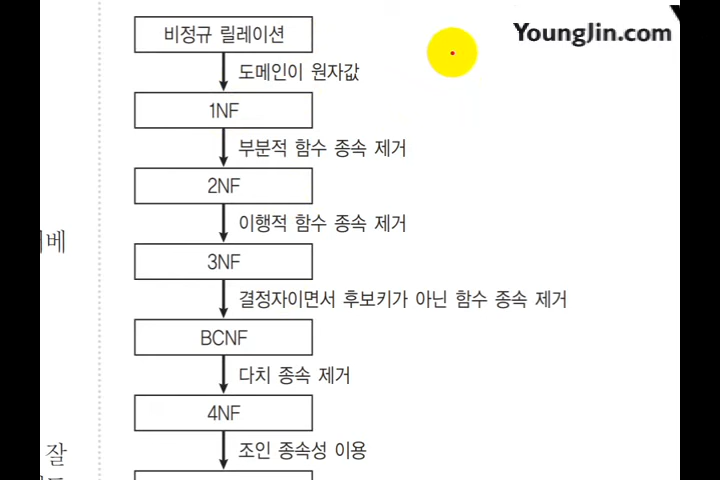 YoungJin.com
비정규 릴레이션
도메인이 원자값
1NF
부분적 함수 종속 제거
2NF
이행적 함수 종속 제거
3NF
결정자이면서 후보키가 아닌 함수 종속 제거
BCNF
다치 종속 제거
4NF
조인 종속성 이용
베
잘